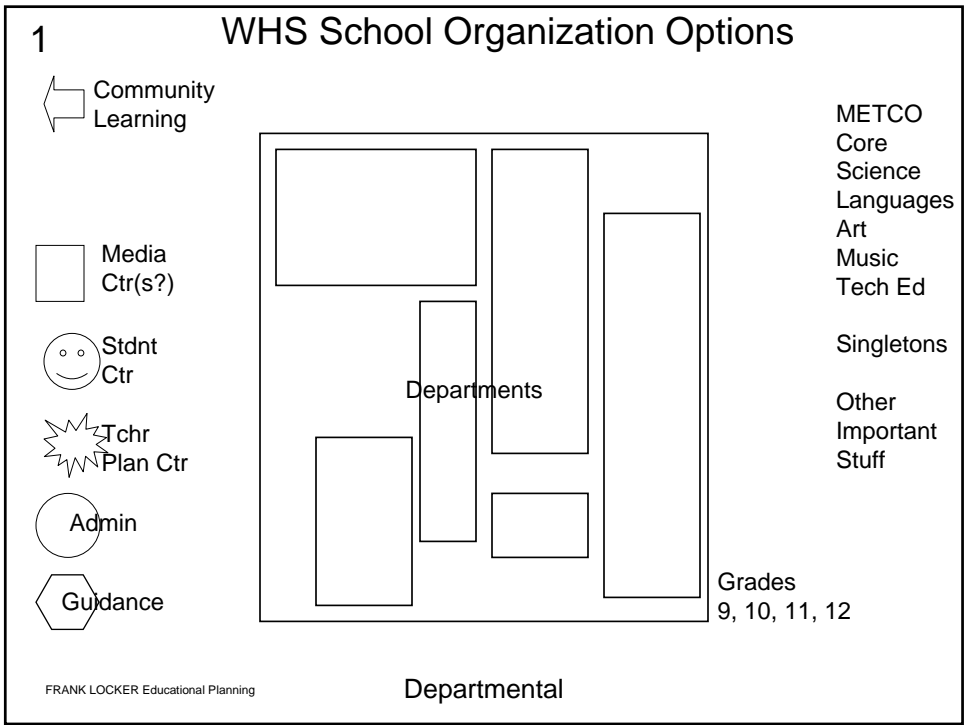 1
WHS School Organization Options
Community
Learning
Media
Ctr(s?)
Stdnt
Ctr
Tchr
Plan Ctr
Admin
Guidance
Departments
METCO
Core
Science
Languages
Art
Music
Tech Ed
Singletons
Other
Important
Stuff
Grades
9, 10, 11, 12
FRANK LOCKER Educational Planning
Departmental